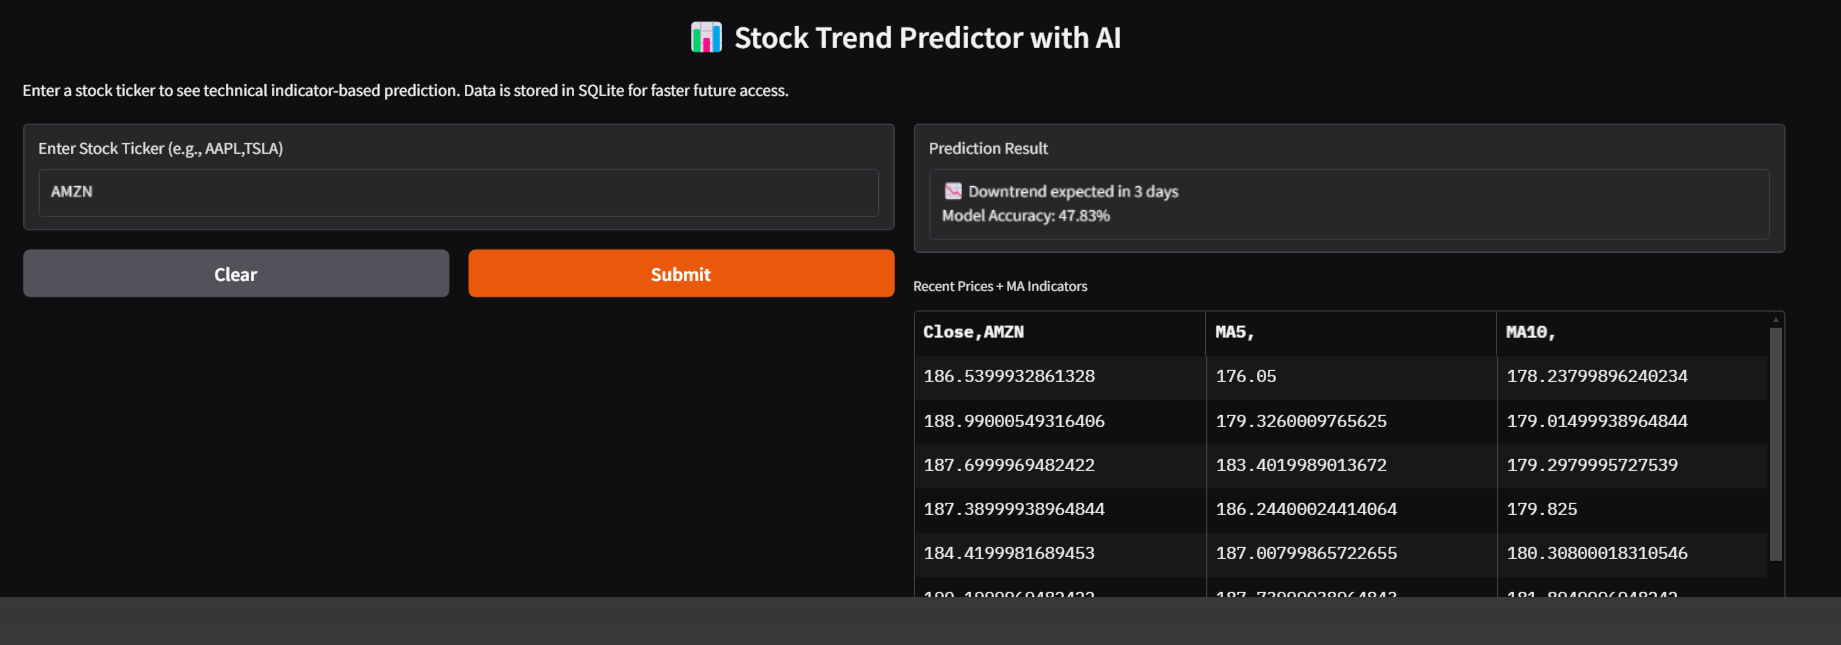 Stock Trend Predictor with AI
Enter a stock ticker to see technical indicator-based prediction. Data is stored in SQLite for faster future access.
Enter Stock Ticker (e.g., AAPL,TSLA)
AMZN
Clear
Submit
Prediction Result
Downtrend expected in 3 days
Model Accuracy: 47.83%
Recent Prices + MA Indicators
Close,AMZN MA5, MA10,
186.5399932861328 176.05 178.23799896240234
188.99000549316406 179.3260009765625 179.01499938964844
187.6999969482422 183.4019989013672 179.2979995727539
187.38999938964844 186.24400024414064 179.825
184.4199981689453 187.00799865722655 180.30800018310546